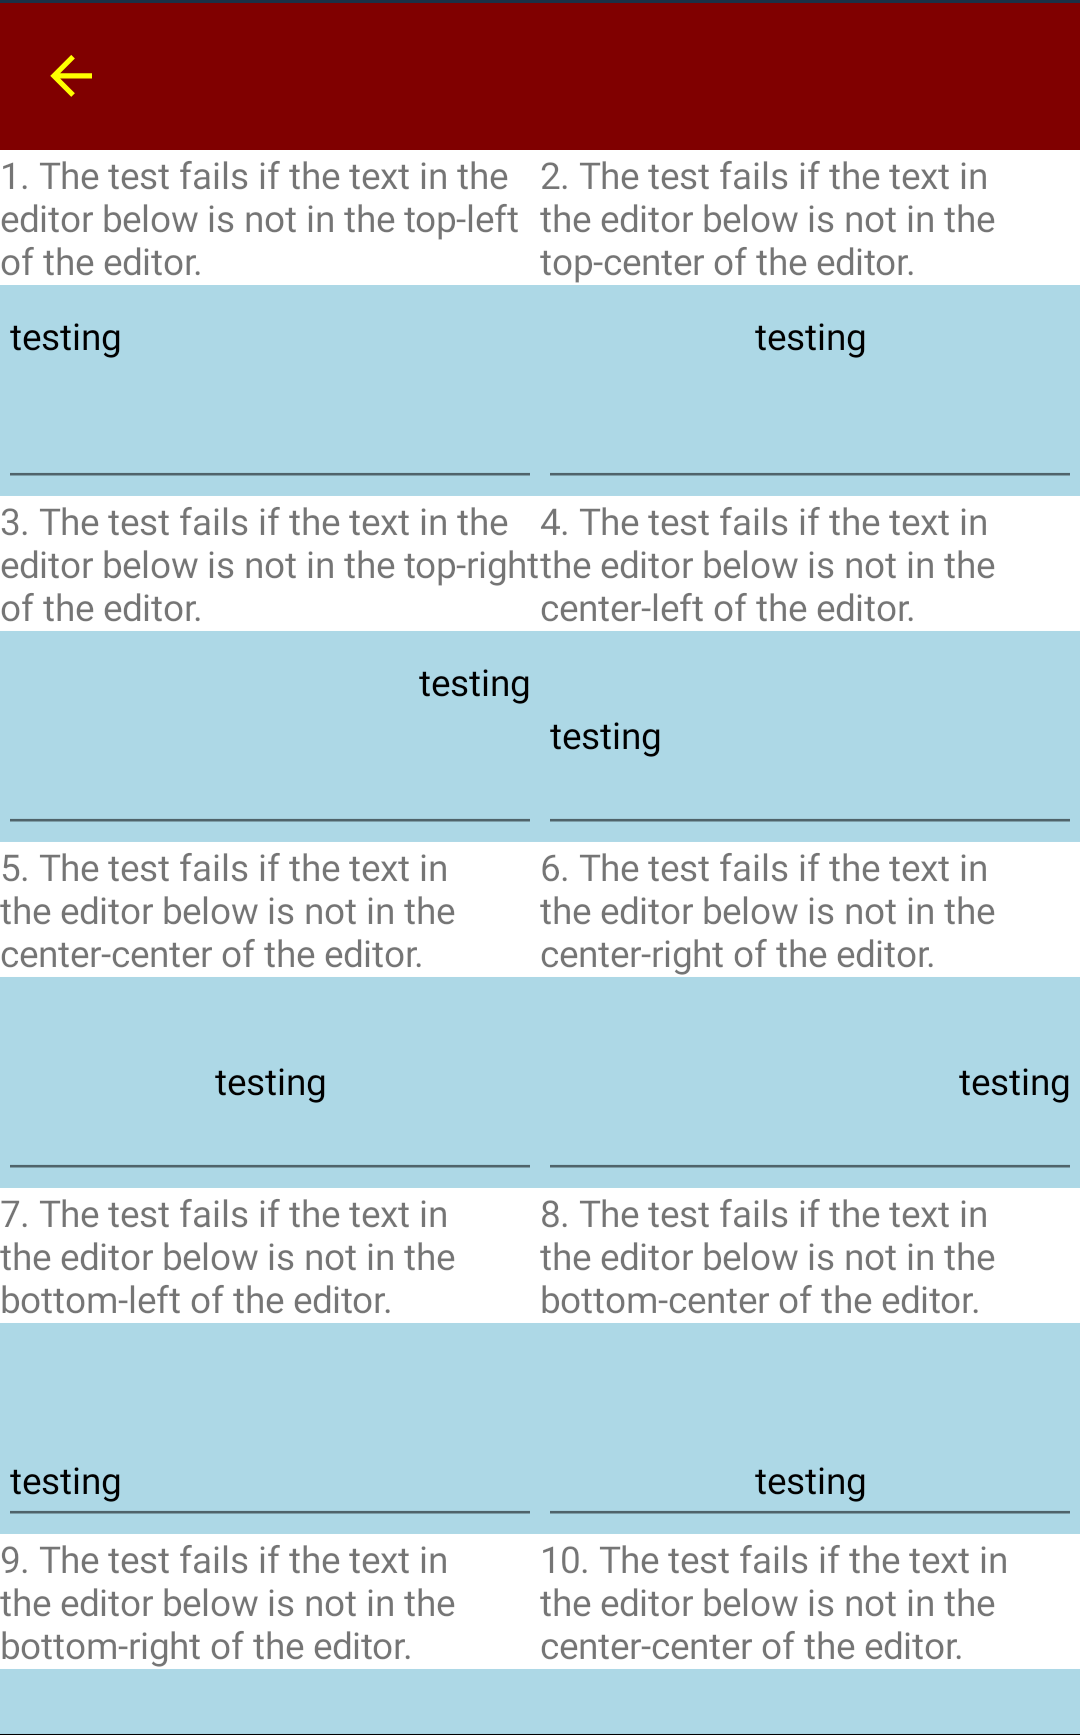 1. The test fails if the text in the
editor below is not in the top-left
of the editor.
2. The test fails if the text in
the editor below is not in the
top-center of the editor.
testing
testing
3. The test fails if the text in the
editor below is not in the top-right
of the editor.
4. The test fails if the text in
the editor below is not in the
center-left of the editor.
testing
testing
5. The test fails if the text in
the editor below is not in the
center-center of the editor.
6. The test fails if the text in
the editor below is not in the
center-right of the editor.
testing
testing
7. The test fails if the text in
the editor below is not in the
bottom-left of the editor.
8. The test fails if the text in
the editor below is not in the
bottom-center of the editor.
testing
testing
9. The test fails if the text in
the editor below is not in the
bottom-right of the editor.
10. The test fails if the text in
the editor below is not in the
center-center of the editor.